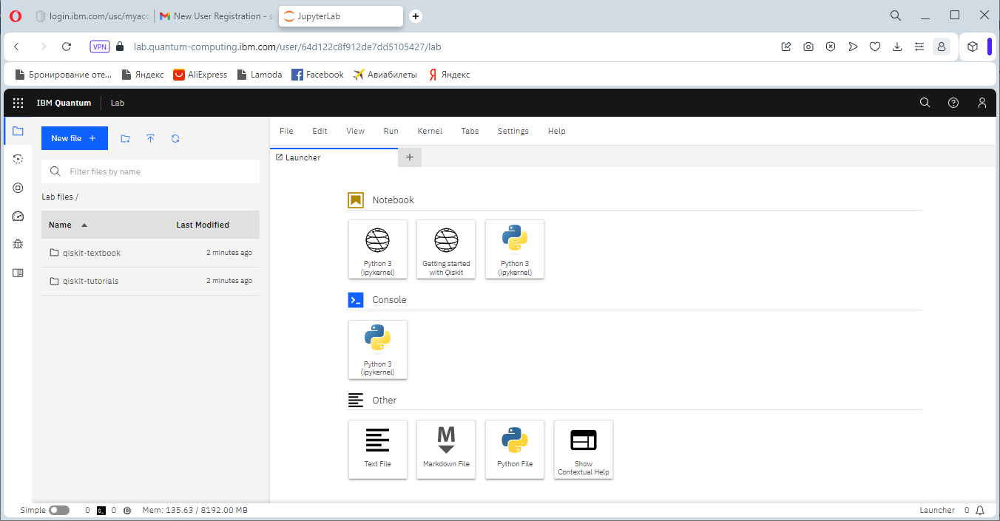 login.ibm.com/usc/myacc
New User Registration - s
JupyterLab
VPN
lab.quantum-computing.ibm.com/user/64d122c8f912de7dd5105427/lab
Бронирование оте...
Яндекс
AliExpress
Lamoda
Facebook
Авиабилеты
Яндекс
IBM Quantum
Lab
New file +
File
Edit
View
Run
Kernel
Tabs
Settings
Help
Launcher
Filter files by name
Lab files /
Name
Last Modified
qiskit-textbook
2 minutes ago
qiskit-tutorials
2 minutes ago
Notebook
Python 3
(ipykernel)
Getting started
with Qiskit
Python 3
(ipykernel)
Console
Python 3
(ipykernel)
Other
Text File
Markdown File
Python File
Show
Contextual Help
Simple
0
0
Mem: 135.63 / 8192.00 MB
Launcher
0